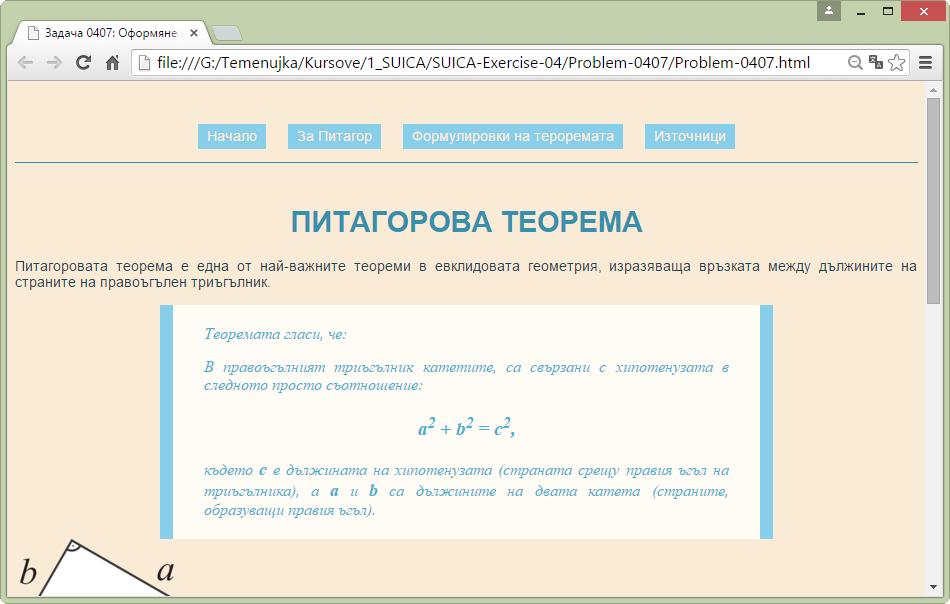 Задача 0407: Оформяне
file:///G:/Temenujka/Kursove/1_SUICA/SUICA-Exercise-04/Problem-0407/Problem-0407.html
Начало За Питагор Формулировки на тероремата Източници
ПИТАГОРОВА ТЕОРЕМА
Питагоровата теорема е една от най-важните теореми в евклидовата геометрия, изразяваща връзката между дължините на
страните на правоъгълен триъгълник.
Теоремата гласи, че:
В правоъгълният триъгълник катетите, са свързани с хипотенузата в
следното просто съотношение:
a² + b² = c²,
където c е дължината на хипотенузата (страната срещу правия ъгъл на
триъгълника), а a и b са дължините на двата катета (страните,
образуващи правия ъгъл).
b a